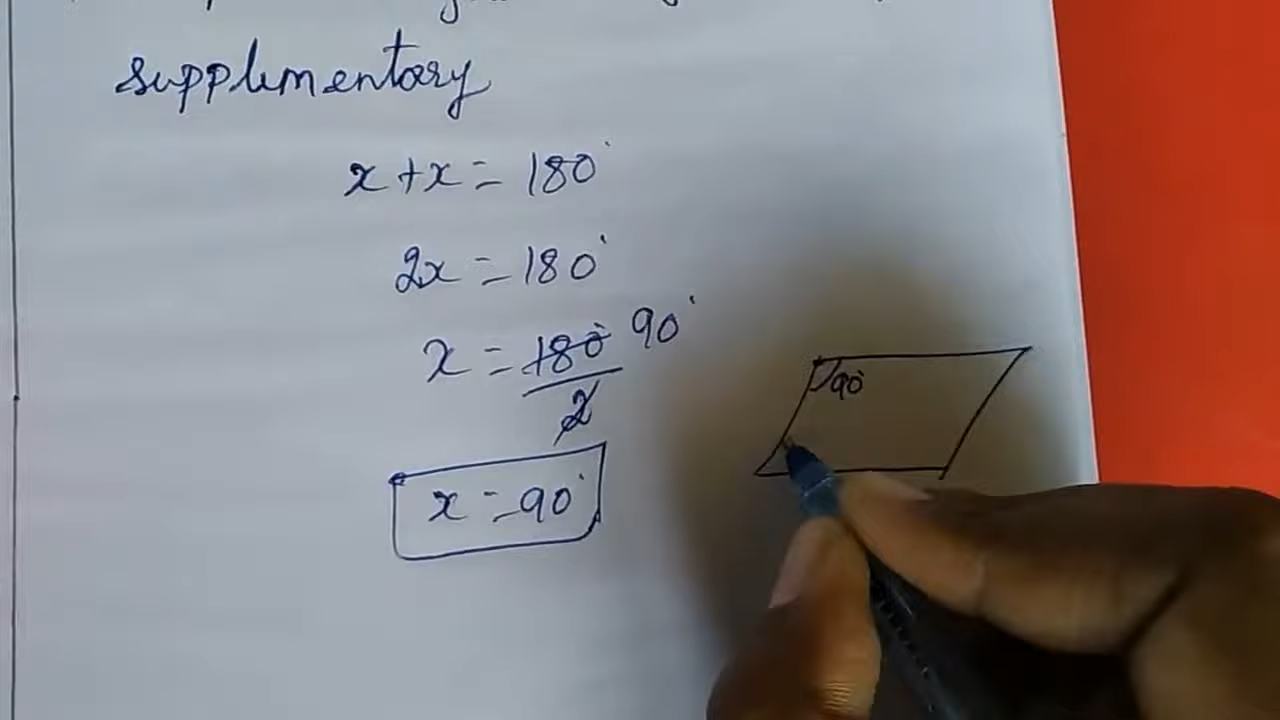 supplementary
x + x = 180°
2x = 180°
x = 180°/2 90°
x = 90°
90°